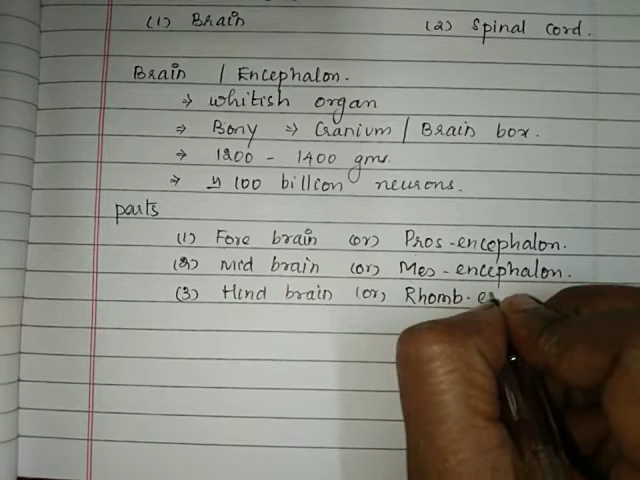 (1) Brain (2) Spinal Cord.
Brain / Encephalon.
⇒ Whitish organ
⇒ Bony ⇒ Cranium / Brain box.
⇒ 1200 - 1400 gms.
⇒ 100 billion neurons.
parts
(1) Fore brain (or) Pros-encephalon.
(2) Mid brain (or) Mes-encephalon.
(3) Hind brain (or) Rhomb-e